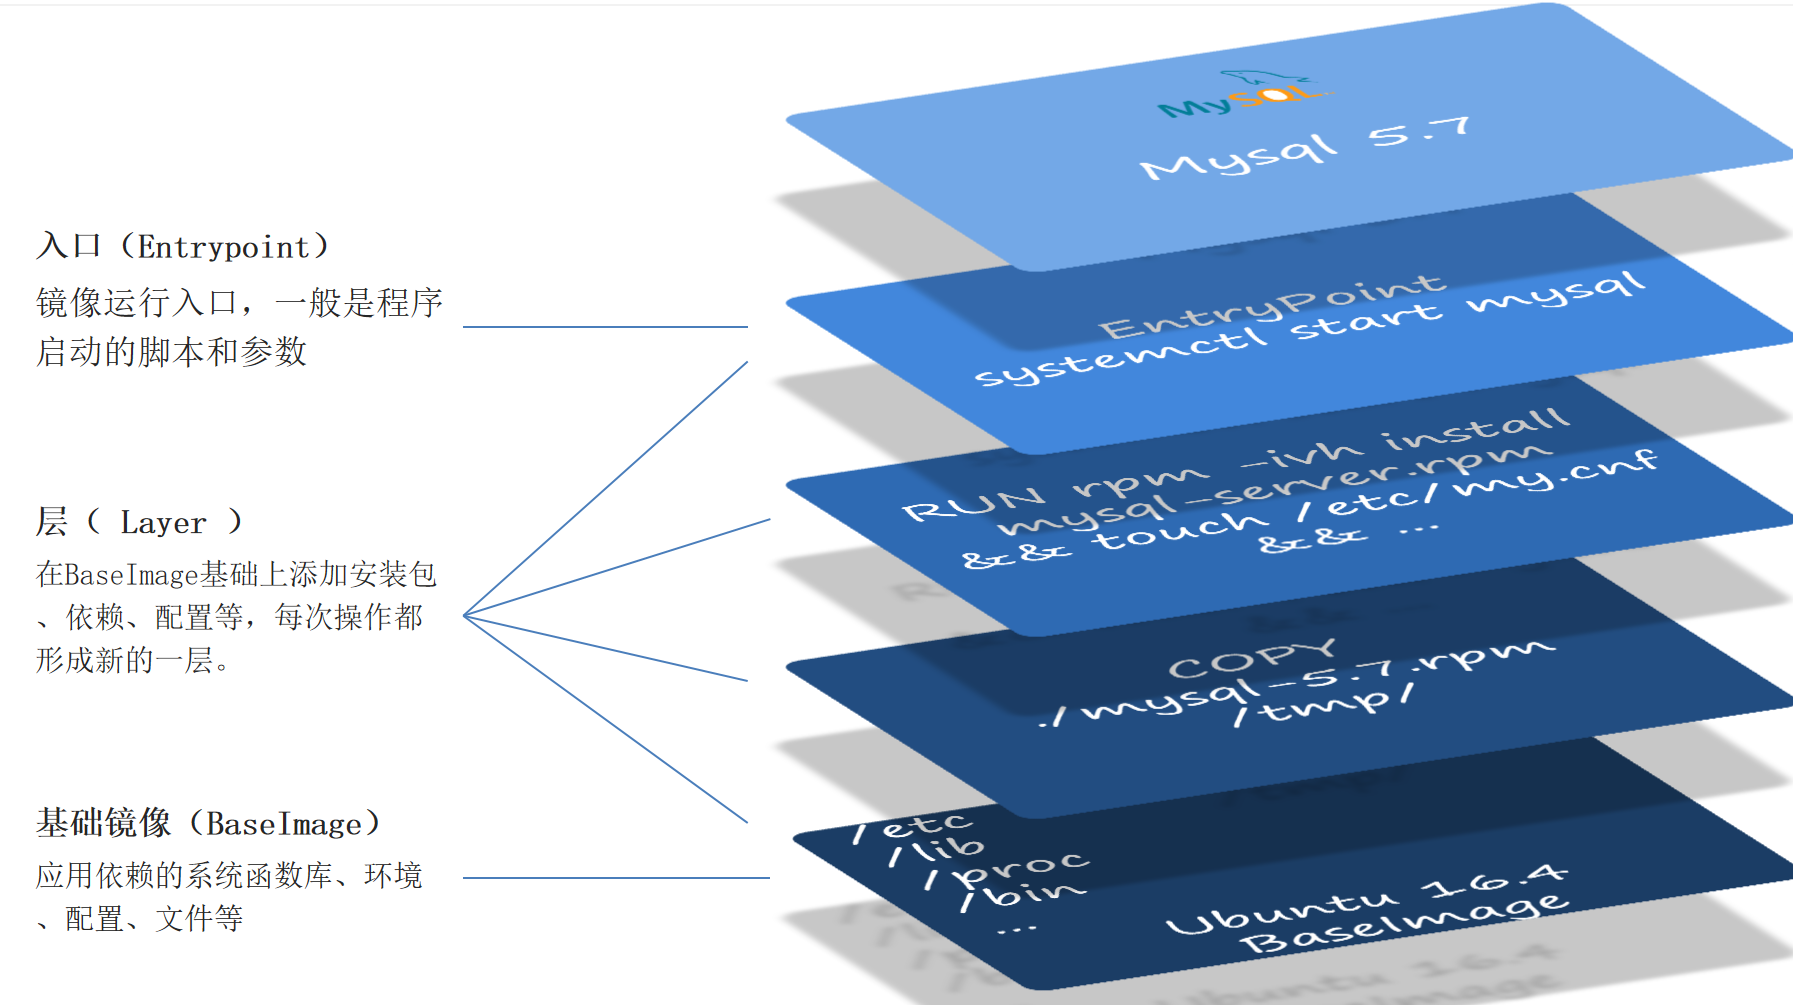 入口（Entrypoint）
镜像运行入口，一般是程序
启动的脚本和参数
层（ Layer ）
在BaseImage基础上添加安装包
、依赖、配置等，每次操作都
形成新的一层。
基础镜像（BaseImage）
应用依赖的系统函数库、环境
、配置、文件等
MySQL
Mysql 5.7
EntryPoint
systemctl start mysql
RUN rpm -ivh install
mysql-server.rpm
&& touch /etc/my.cnf
&& ...
COPY
./mysql-5.7.rpm
/tmp/
/etc
/lib
/proc
/bin
...
Ubuntu 16.4
BaseImage